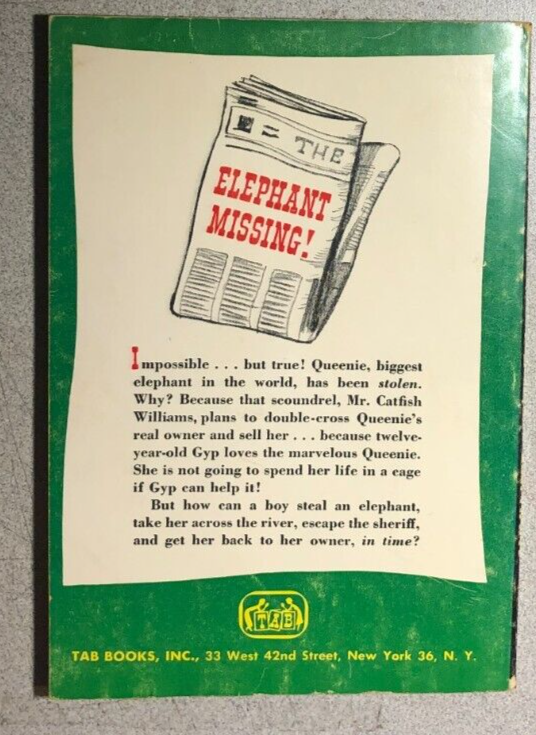 THE
ELEPHANT
MISSING!
Impossible . . . but true! Queenie, biggest
elephant in the world, has been stolen.
Why? Because that scoundrel, Mr. Catfish
Williams, plans to double-cross Queenie's
real owner and sell her . . . because twelve-
year-old Gyp loves the marvelous Queenie.
She is not going to spend her life in a cage
if Gyp can help it!
But how can a boy steal an elephant,
take her across the river, escape the sheriff,
and get her back to her owner, in time?
TAB
TAB BOOKS, INC., 33 West 42nd Street, New York 36, N. Y.